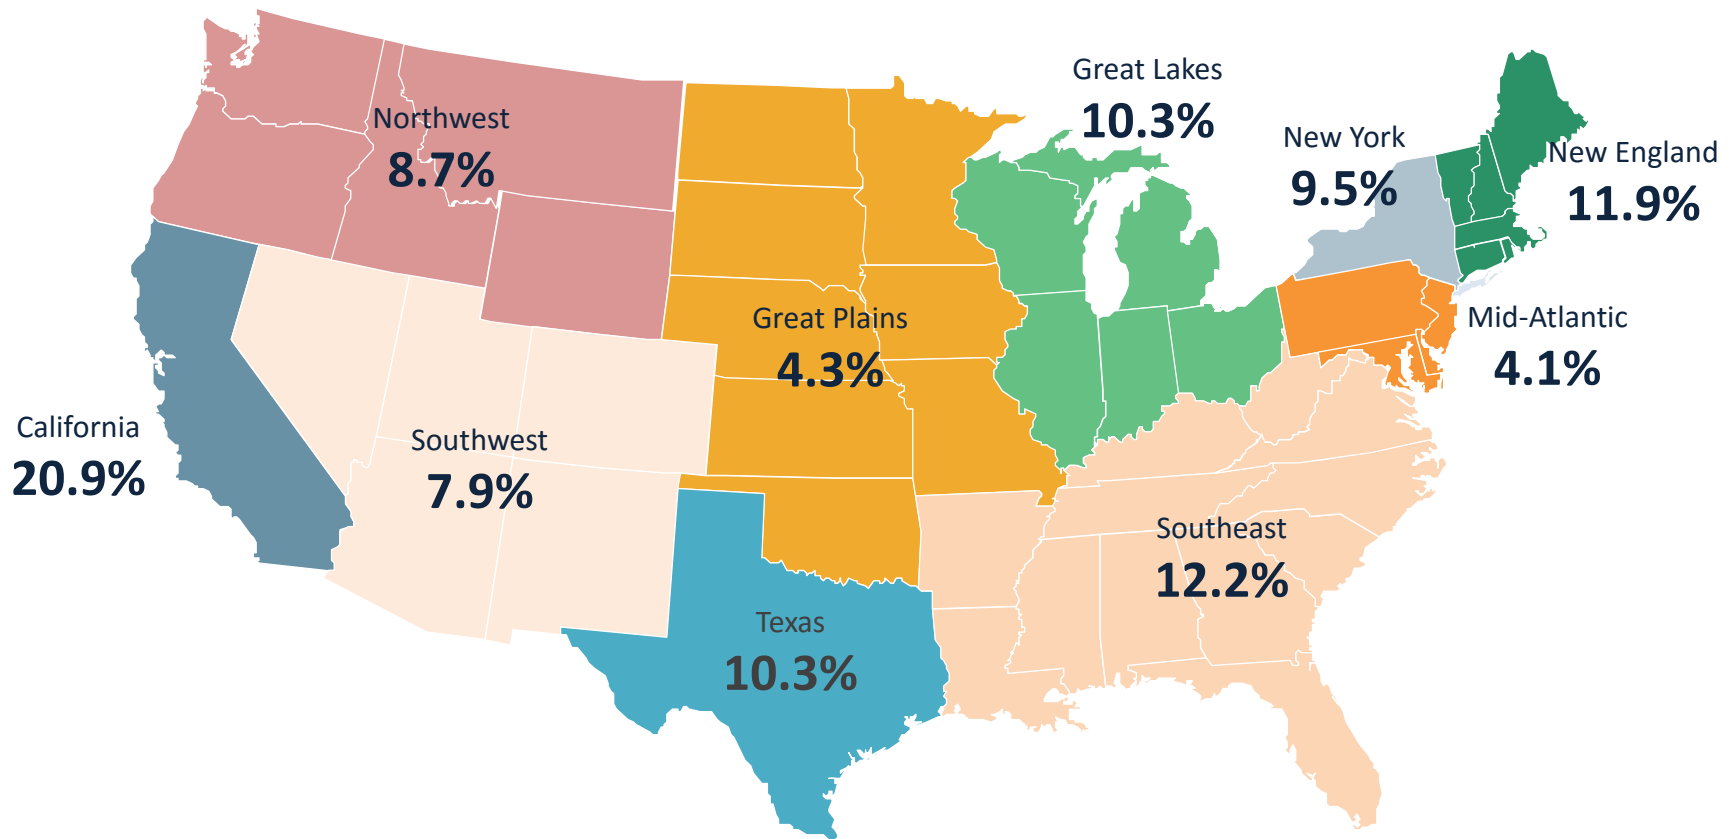 Great Lakes
10.3%
Northwest
8.7%
New York
9.5%
New England
11.9%
Great Plains
4.3%
Mid-Atlantic
4.1%
California
20.9%
Southwest
7.9%
Southeast
12.2%
Texas
10.3%